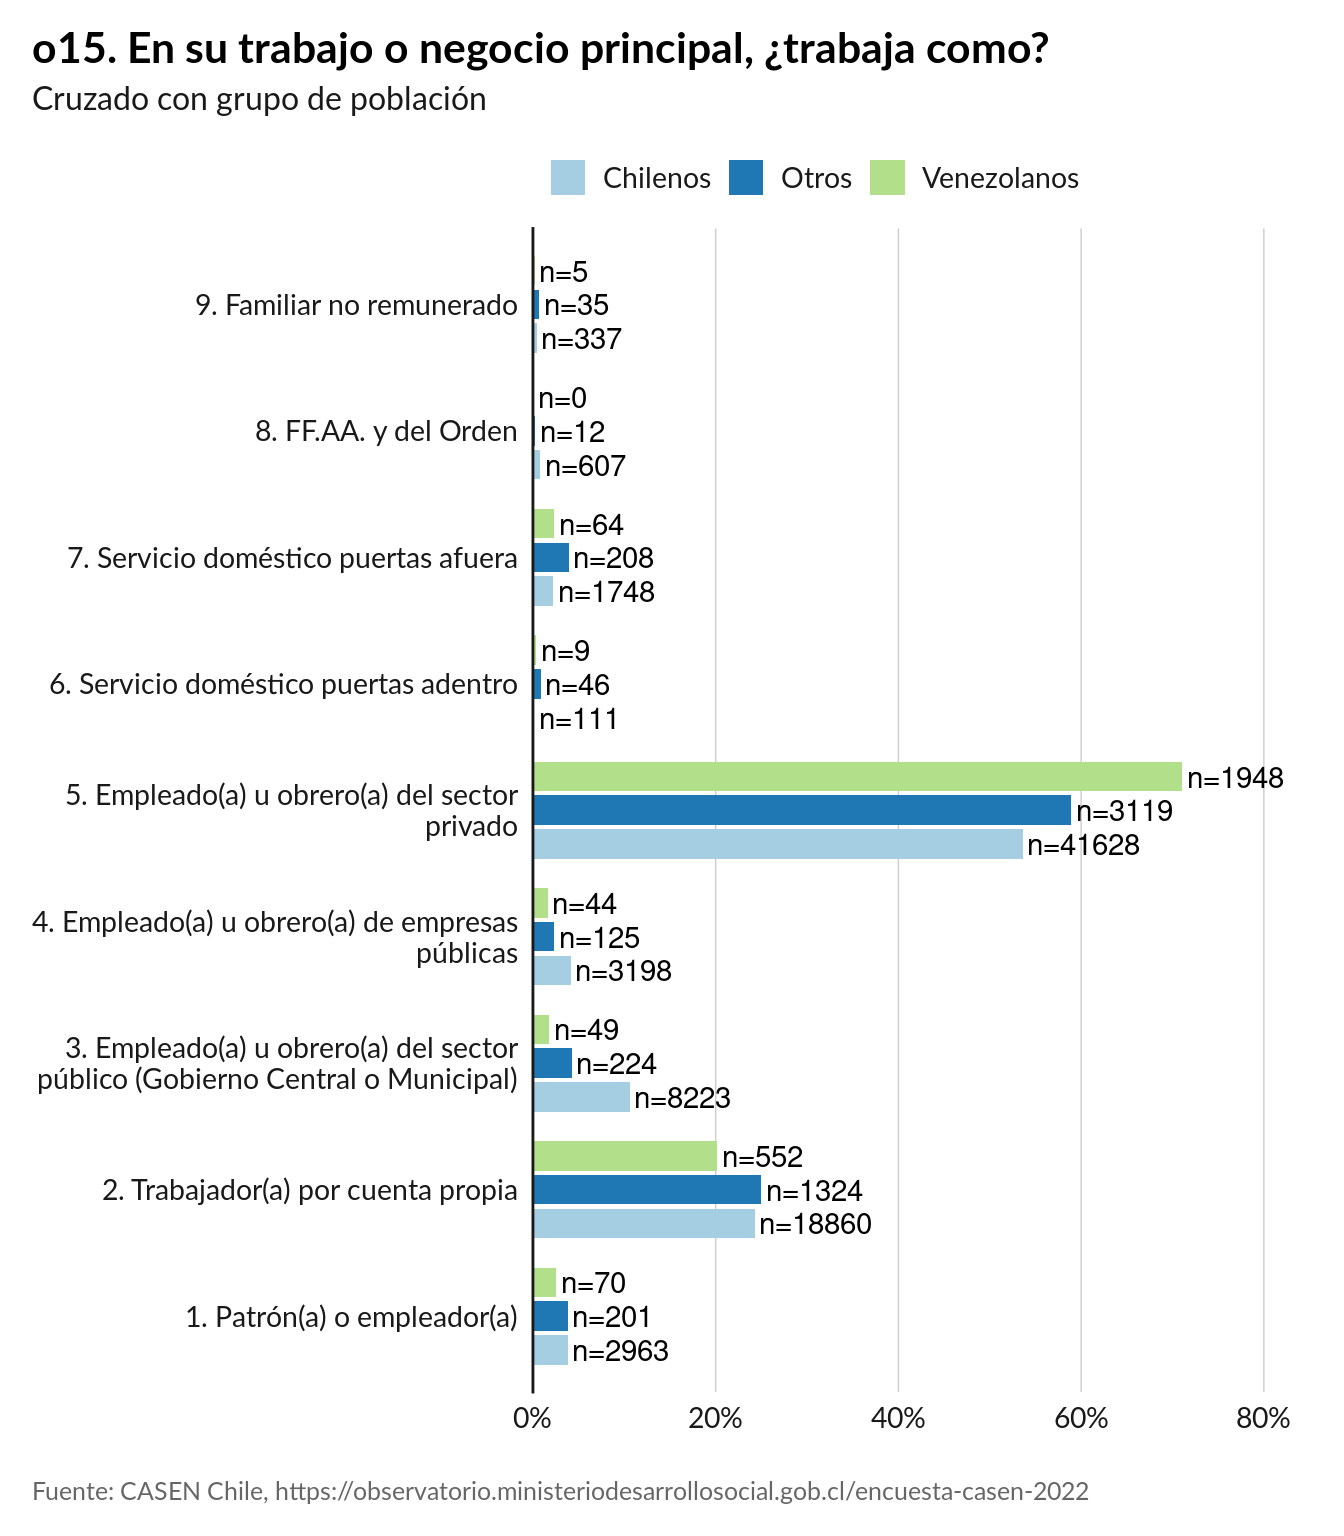 o15. En su trabajo o negocio principal, ¿trabaja como?
Cruzado con grupo de población
Chilenos
Otros
Venezolanos
9. Familiar no remunerado
n=5
n=35
n=337
8. FF.AA. y del Orden
n=0
n=12
n=607
7. Servicio doméstico puertas afuera
n=64
n=208
n=1748
6. Servicio doméstico puertas adentro
n=9
n=46
n=111
5. Empleado(a) u obrero(a) del sector
privado
n=1948
n=3119
n=41628
4. Empleado(a) u obrero(a) de empresas
públicas
n=44
n=125
n=3198
3. Empleado(a) u obrero(a) del sector
público (Gobierno Central o Municipal)
n=49
n=224
n=8223
2. Trabajador(a) por cuenta propia
n=552
n=1324
n=18860
1. Patrón(a) o empleador(a)
n=70
n=201
n=2963
0%
20%
40%
60%
80%
Fuente: CASEN Chile, https://observatorio.ministeriodesarrollosocial.gob.cl/encuesta-casen-2022